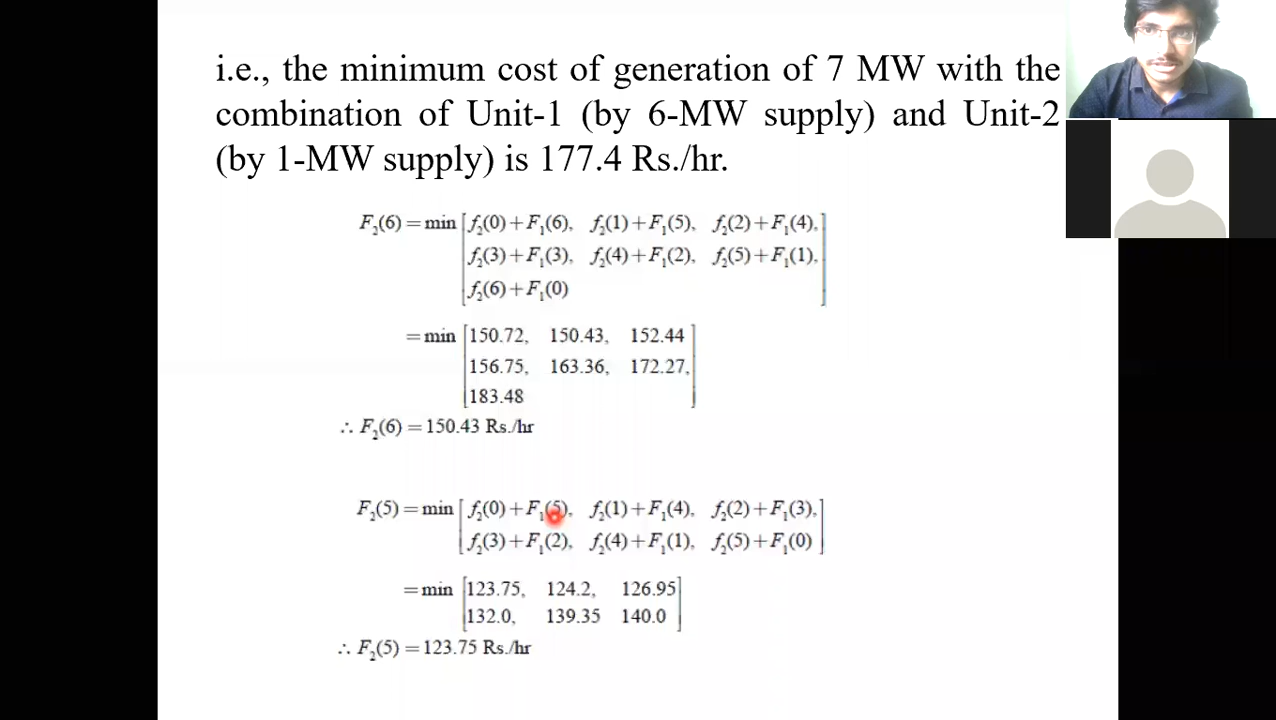 i.e., the minimum cost of generation of 7 MW with the
combination of Unit-1 (by 6-MW supply) and Unit-2
(by 1-MW supply) is 177.4 Rs./hr.
F₂(6) = min [f₂(0)+F₁(6), f₂(1)+F₁(5), f₂(2)+F₁(4),
f₂(3)+F₁(3), f₂(4)+F₁(2), f₂(5)+F₁(1),
f₂(6)+F₁(0)]
= min [150.72, 150.43, 152.44
156.75, 163.36, 172.27,
183.48]
∴ F₂(6) = 150.43 Rs./hr
F₂(5) = min [f₂(0)+F₁(5), f₂(1)+F₁(4), f₂(2)+F₁(3),
f₂(3)+F₁(2), f₂(4)+F₁(1), f₂(5)+F₁(0)]
= min [123.75, 124.2, 126.95
132.0, 139.35 140.0]
∴ F₂(5) = 123.75 Rs./hr